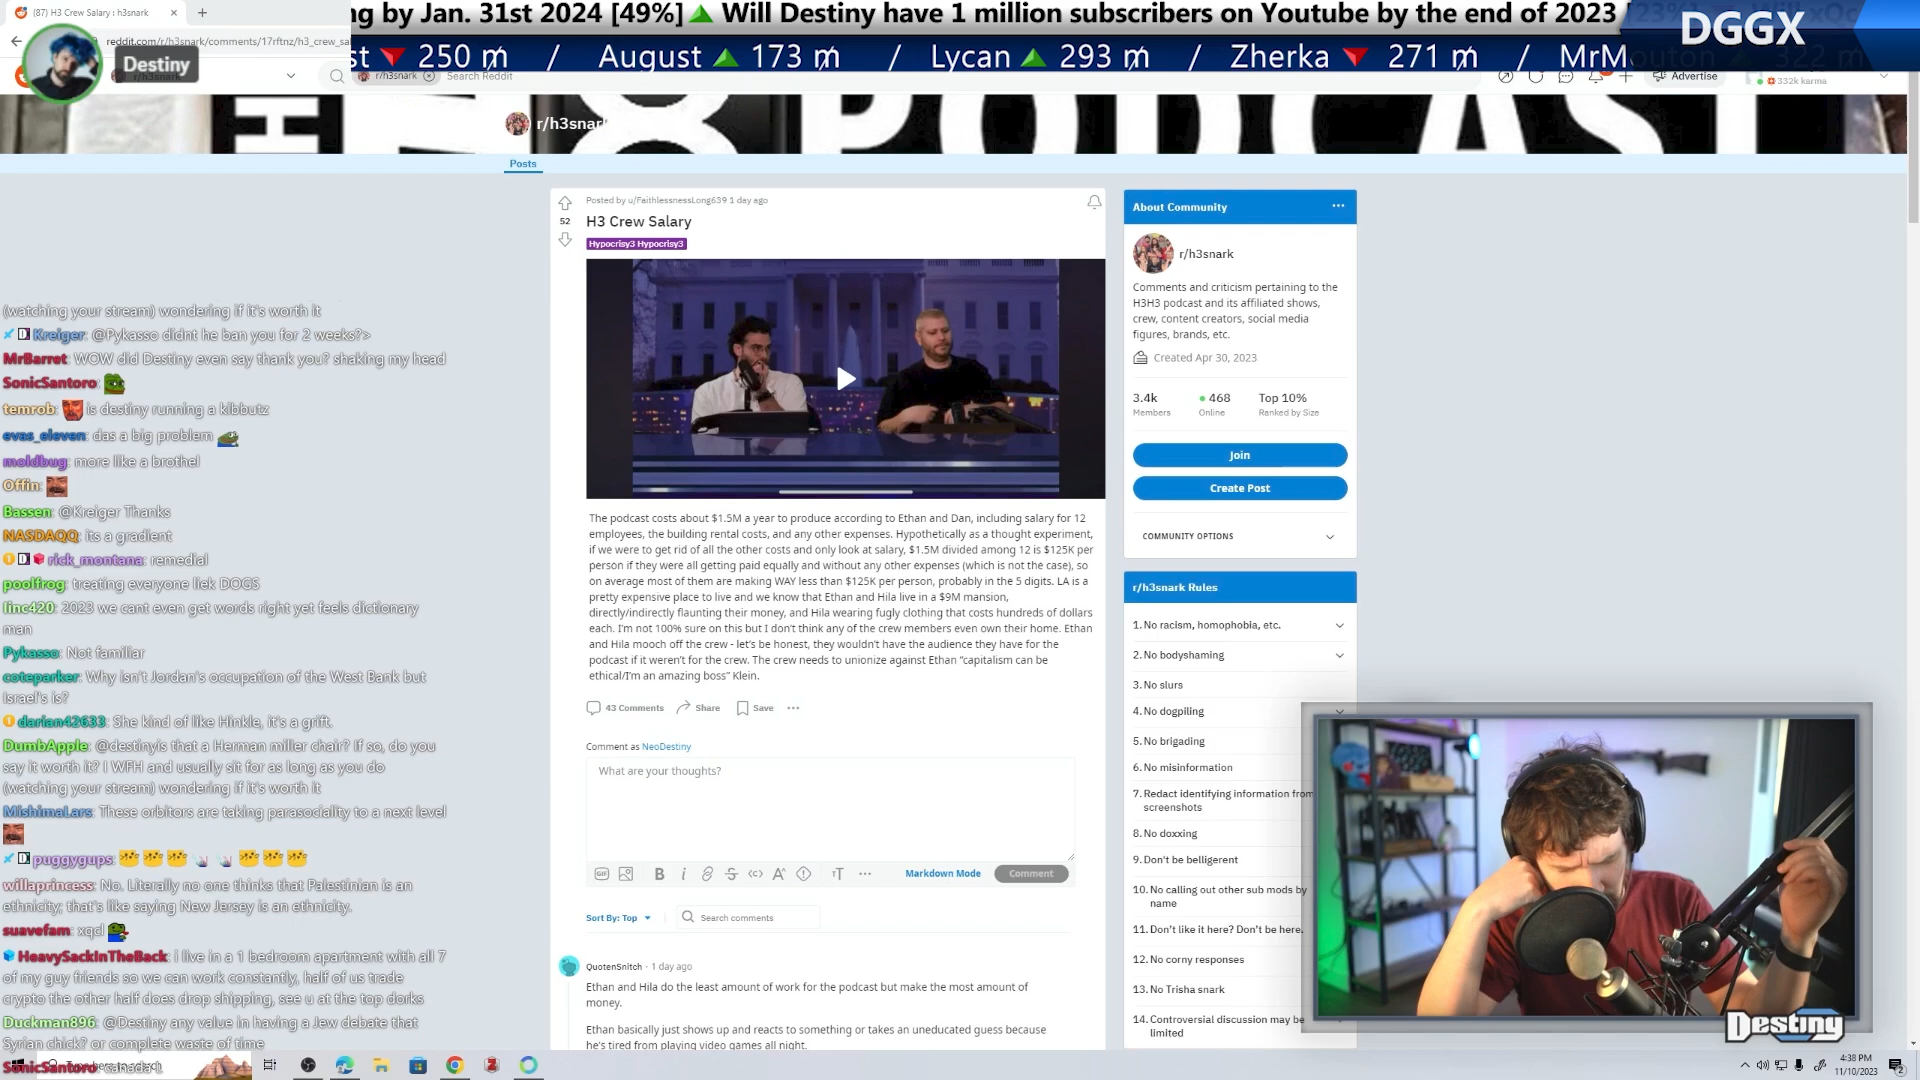 (87) H3 Crew Salary : h3snark
ng by Jan. 31st 2024 [49%] Will Destiny have 1 million subscribers on Youtube by the end of 2023
DGGX
reddit.com/r/h3snark/comments/17rftnz/h3_crew_sa
st 250 ₥ / August 173 ₥ / Lycan 293 ₥ / Zherka 271 ₥ / MrM
Destiny
r/h3snark
Search Reddit
Advertise
332k karma
r/h3snar
Posts
Posted by u/FaithlessnessLong639 1 day ago
52
H3 Crew Salary
Hypocrisy3 Hypocrisy3
The podcast costs about $1.5M a year to produce according to Ethan and Dan, including salary for 12
employees, the building rental costs, and any other expenses. Hypothetically as a thought experiment,
if we were to get rid of all the other costs and only look at salary, $1.5M divided among 12 is $125K per
person if they were all getting paid equally and without any other expenses (which is not the case), so
on average most of them are making WAY less than $125K per person, probably in the 5 digits. LA is a
pretty expensive place to live and we know that Ethan and Hila live in a $9M mansion,
directly/indirectly flaunting their money, and Hila wearing fugly clothing that costs hundreds of dollars
each. I'm not 100% sure on this but I don't think any of the crew members even own their home. Ethan
and Hila mooch off the crew - let's be honest, they wouldn't have the audience they have for the
podcast if it weren't for the crew. The crew needs to unionize against Ethan "capitalism can be
ethical/I'm an amazing boss" Klein.
43 Comments
Share
Save
Comment as NeoDestiny
What are your thoughts?
Markdown Mode
Comment
Sort By: Top
Search comments
QuotenSnitch · 1 day ago
Ethan and Hila do the least amount of work for the podcast but make the most amount of
money.
Ethan basically just shows up and reacts to something or takes an uneducated guess because
he's tired from playing video games all night.
About Community
r/h3snark
Comments and criticism pertaining to the
H3H3 podcast and its affiliated shows,
crew, content creators, social media
figures, brands, etc.
Created Apr 30, 2023
3.4k
Members
468
Online
Top 10%
Ranked by Size
Join
Create Post
COMMUNITY OPTIONS
r/h3snark Rules
1. No racism, homophobia, etc.
2. No bodyshaming
3. No slurs
4. No dogpiling
5. No brigading
6. No misinformation
7. Redact identifying information from
screenshots
8. No doxxing
9. Don't be belligerent
10. No calling out other sub mods by
name
11. Don't like it here? Don't be here.
12. No corny responses
13. No Trisha snark
14. Controversial discussion may be
limited
(watching your stream) wondering if it's worth it
Kreiger: @Pykasso didnt he ban you for 2 weeks?>
MrBarret: WOW did Destiny even say thank you? shaking my head
SonicSantoro:
temrob: is destiny running a kibbutz
evas_eleven: das a big problem
moldbug: more like a brothel
Offin:
Bassen: @Kreiger Thanks
NASDAQQ: its a gradient
rick_montana: remedial
poolfrog: treating everyone liek DOGS
linc420: 2023 we cant even get words right yet feels dictionary
man
Pykasso: Not familiar
coteparker: Why isn't Jordan's occupation of the West Bank but
Israel's is?
darian42633: She kind of like Hinkle, it's a grift.
DumbApple: @destinyis that a Herman miller chair? If so, do you
say it worth it? I WFH and usually sit for as long as you do
(watching your stream) wondering if it's worth it
MishimaLars: These orbitors are taking parasociality to a next level
puggygups:
willaprincess: No. Literally no one thinks that Palestinian is an
ethnicity; that's like saying New Jersey is an ethnicity.
suavefam: xqcl
HeavySackInTheBack: i live in a 1 bedroom apartment with all 7
of my guy friends so we can work constantly, half of us trade
crypto the other half does drop shipping, see u at the top dorks
Duckman896: @Destiny any value in having a Jew debate that
Syrian chick? or complete waste of time
SonicSantoro: canada-1
Destiny
4:38 PM
11/10/2023